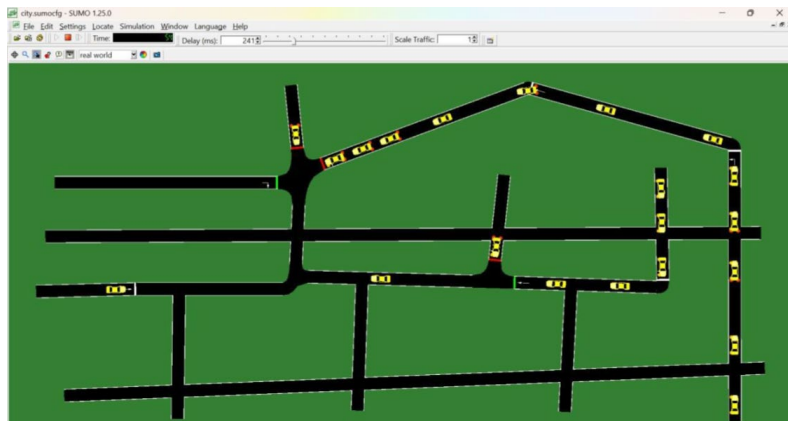 city.sumocfg - SUMO 1.25.0
File Edit Settings Locate Simulation Window Language Help
Time: Delay (ms): 241 Scale Traffic: 1
real world